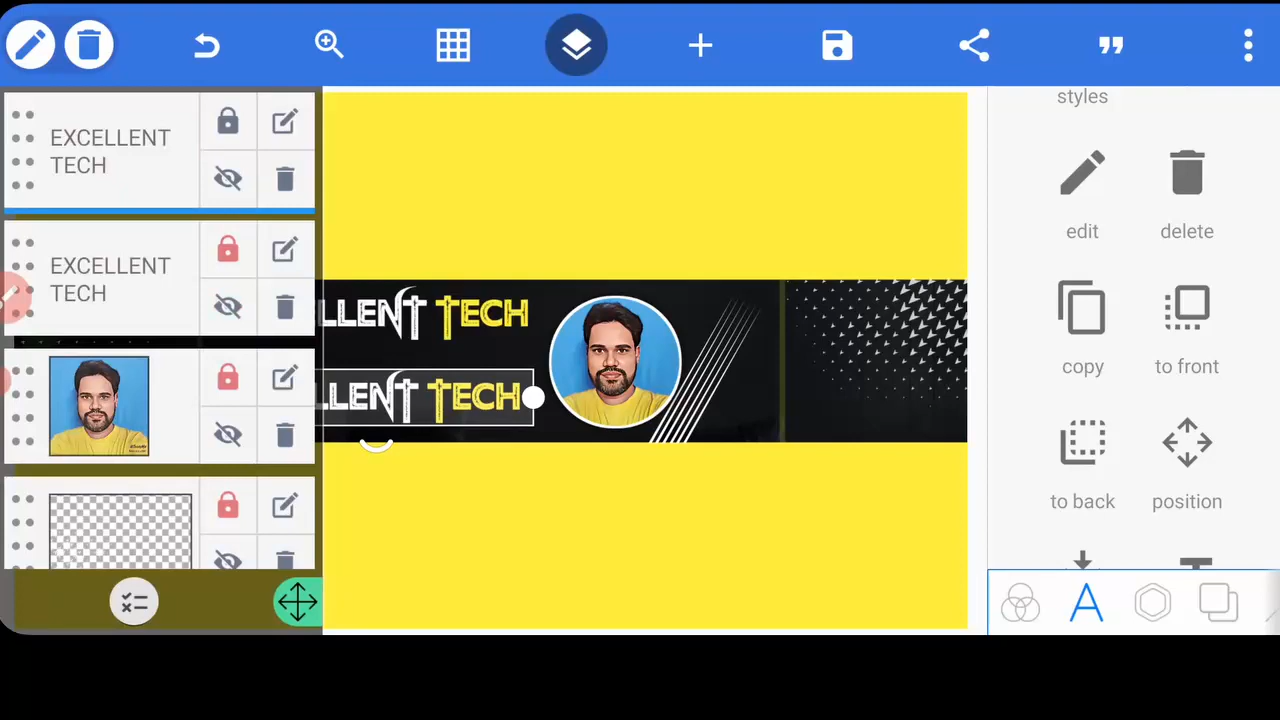 styles
EXCELLENT
TECH
EXCELLENT
TECH
LLENT TECH
LLENT TECH
edit
delete
copy
to front
to back
position
A